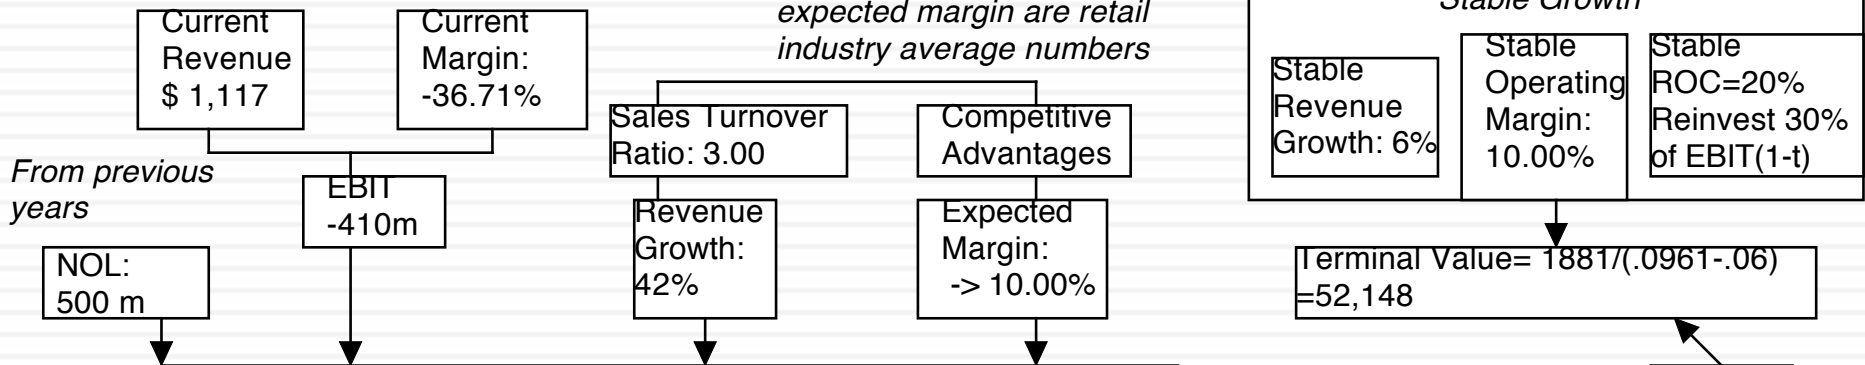 Current
Revenue
$ 1,117
Current
Margin:
-36.71%
expected margin are retail
industry average numbers
Sales Turnover
Ratio: 3.00
Competitive
Advantages
From previous
years
EBIT
-410m
NOL:
500 m
Revenue
Growth:
42%
Expected
Margin:
-> 10.00%
Stable Growth
Stable
Revenue
Growth: 6%
Stable
Operating
Margin:
10.00%
Stable
ROC=20%
Reinvest 30%
of EBIT(1-t)
Terminal Value= 1881/(.0961-.06)
=52,148